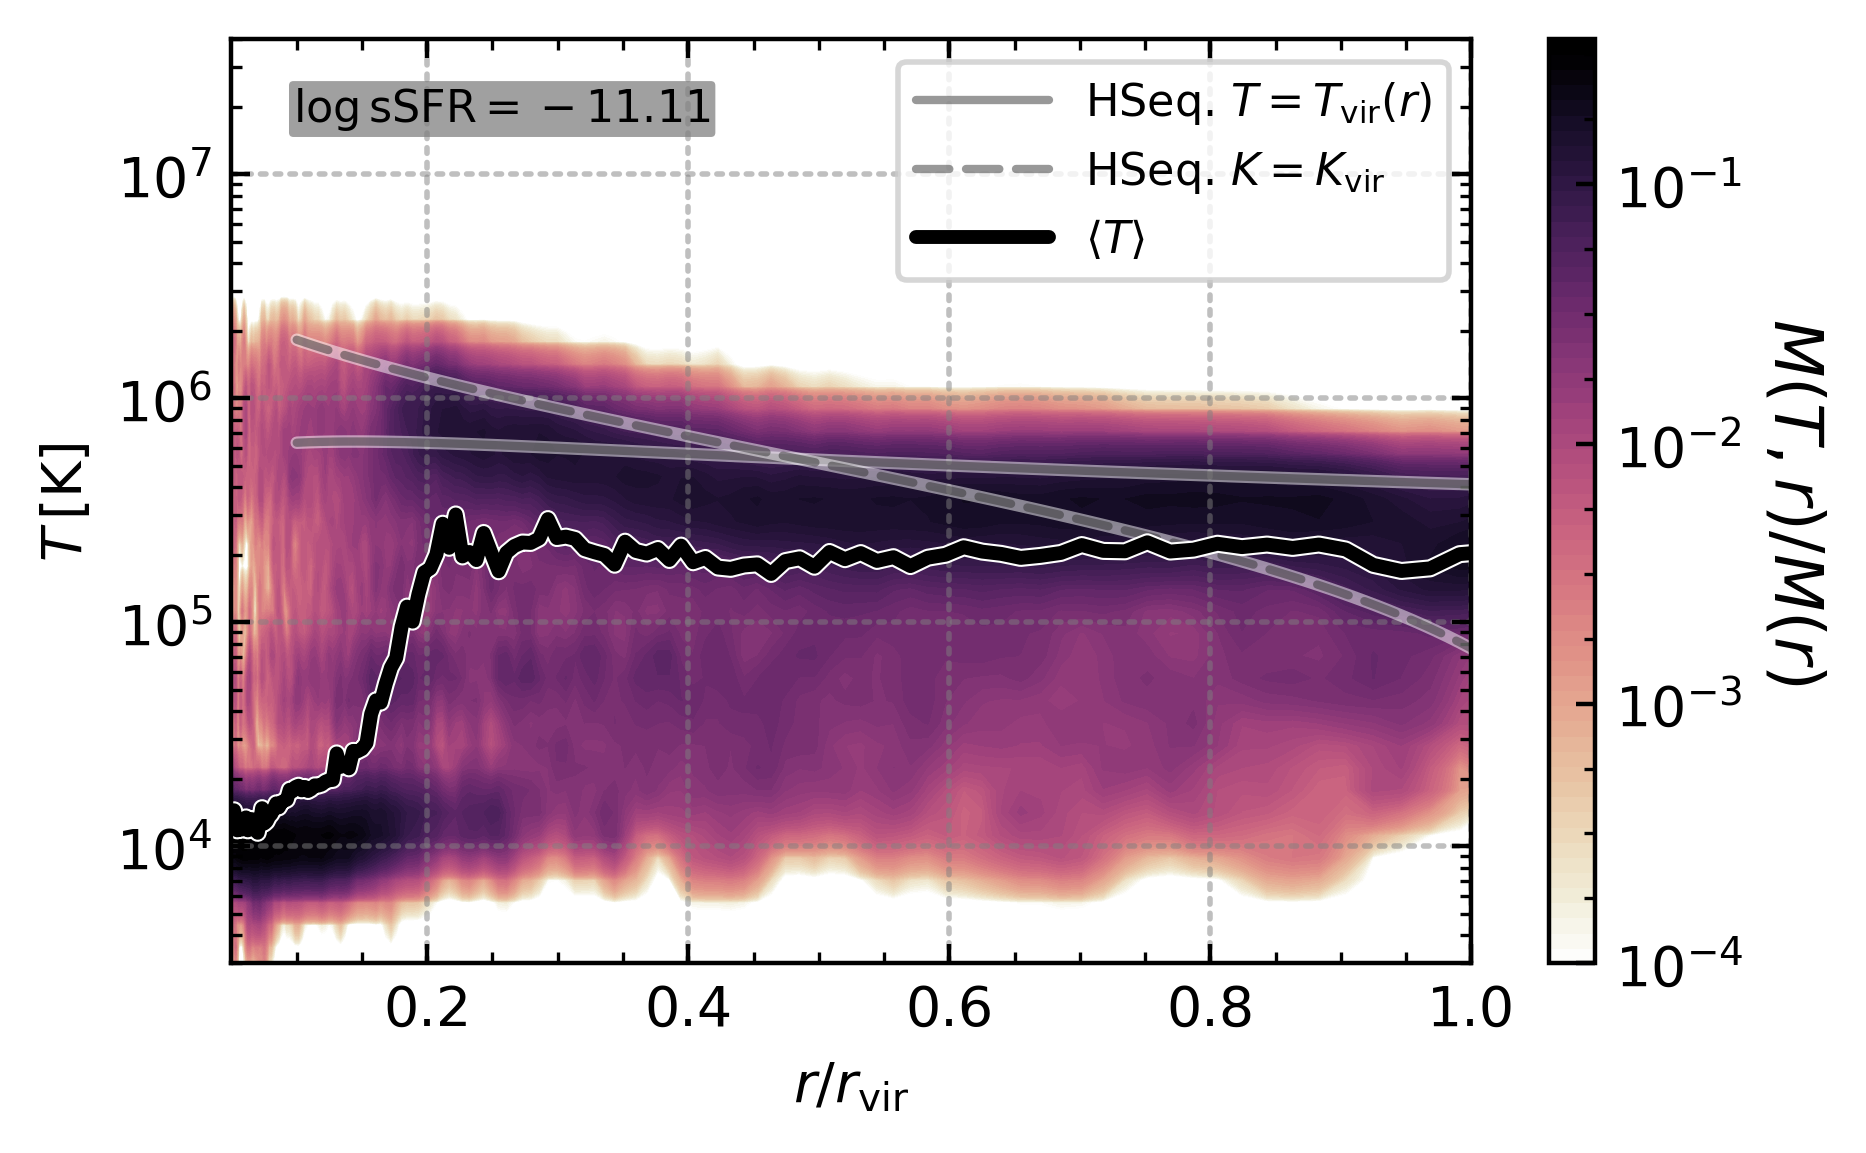 log sSFR = −11.11
HSeq. T = T_vir(r)
HSeq. K = K_vir
⟨T⟩
T [K]
10^7
10^6
10^5
10^4
0.2 0.4 0.6 0.8 1.0
r/r_vir
10^−1
10^−2
10^−3
10^−4
M(T, r)/M(r)